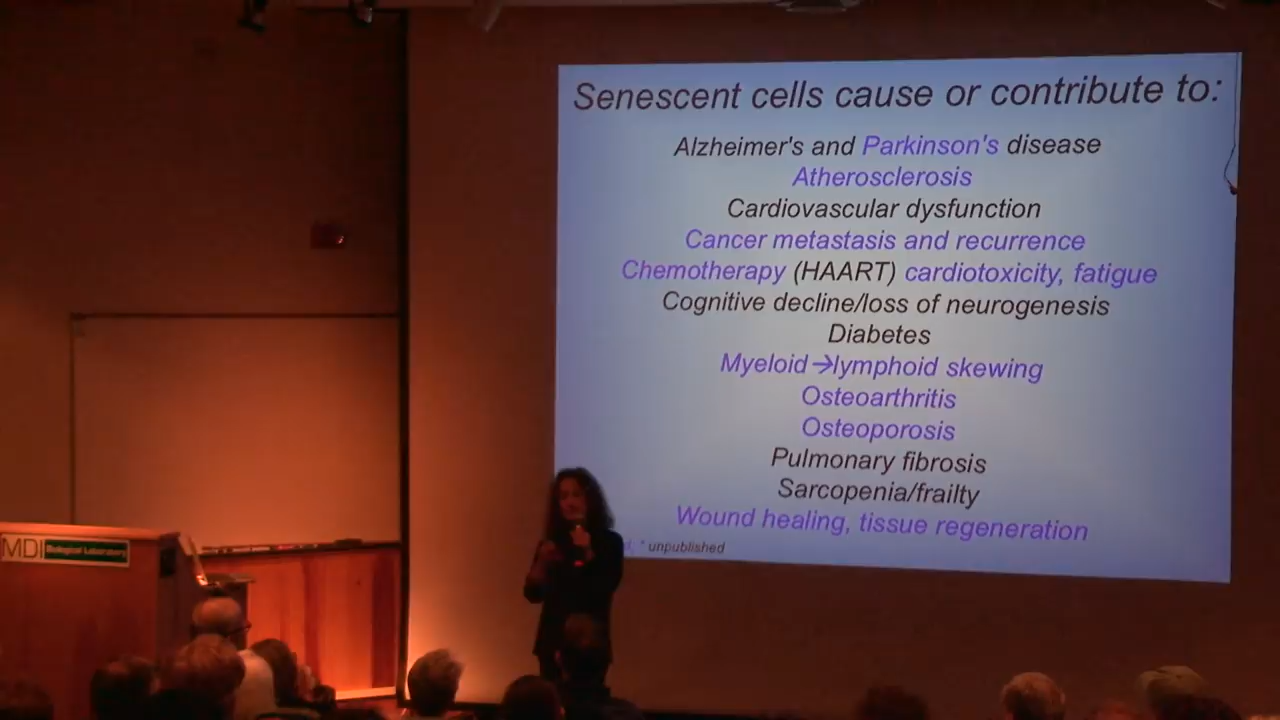 Senescent cells cause or contribute to:
Alzheimer's and Parkinson's disease
Atherosclerosis
Cardiovascular dysfunction
Cancer metastasis and recurrence
Chemotherapy (HAART) cardiotoxicity, fatigue
Cognitive decline/loss of neurogenesis
Diabetes
Myeloid→lymphoid skewing
Osteoarthritis
Osteoporosis
Pulmonary fibrosis
Sarcopenia/frailty
Wound healing, tissue regeneration
* unpublished
MDI Biological Laboratory